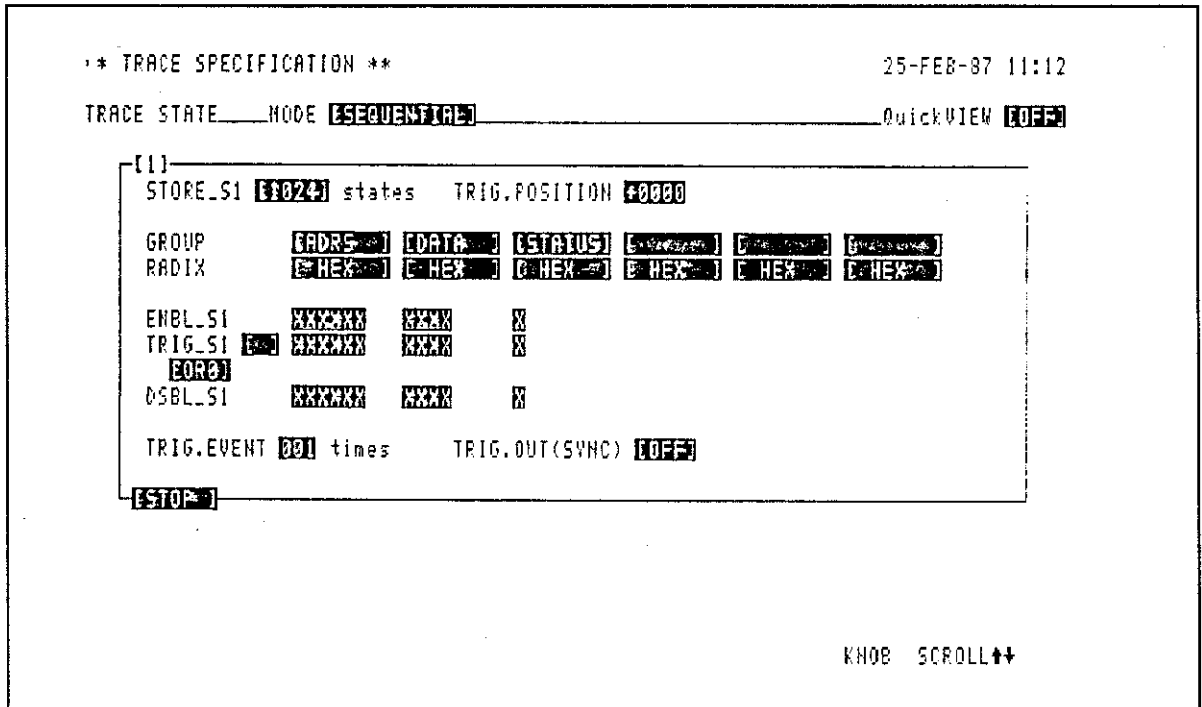 ** TRACE SPECIFICATION ** 25-FEB-87 11:12
TRACE STATE MODE [SEQUENTIAL] QuickVIEW [OFF]
[1]
STORE_S1 [1024] states TRIG.POSITION +0000
GROUP [ADRS ] [DATA ] [STATUS] [ ] [ ] [ ]
RADIX [ HEX ] [ HEX ] [ HEX ] [ HEX ] [ HEX ] [ HEX ]
ENBL_S1 XXXXXX XXXX X
TRIG_S1 [ ] XXXXXX XXXX X
[OR0]
DSBL_S1 XXXXXX XXXX X
TRIG.EVENT 001 times TRIG.OUT(SYNC) [OFF]
[STOP ]
KNOB SCROLL↑↓